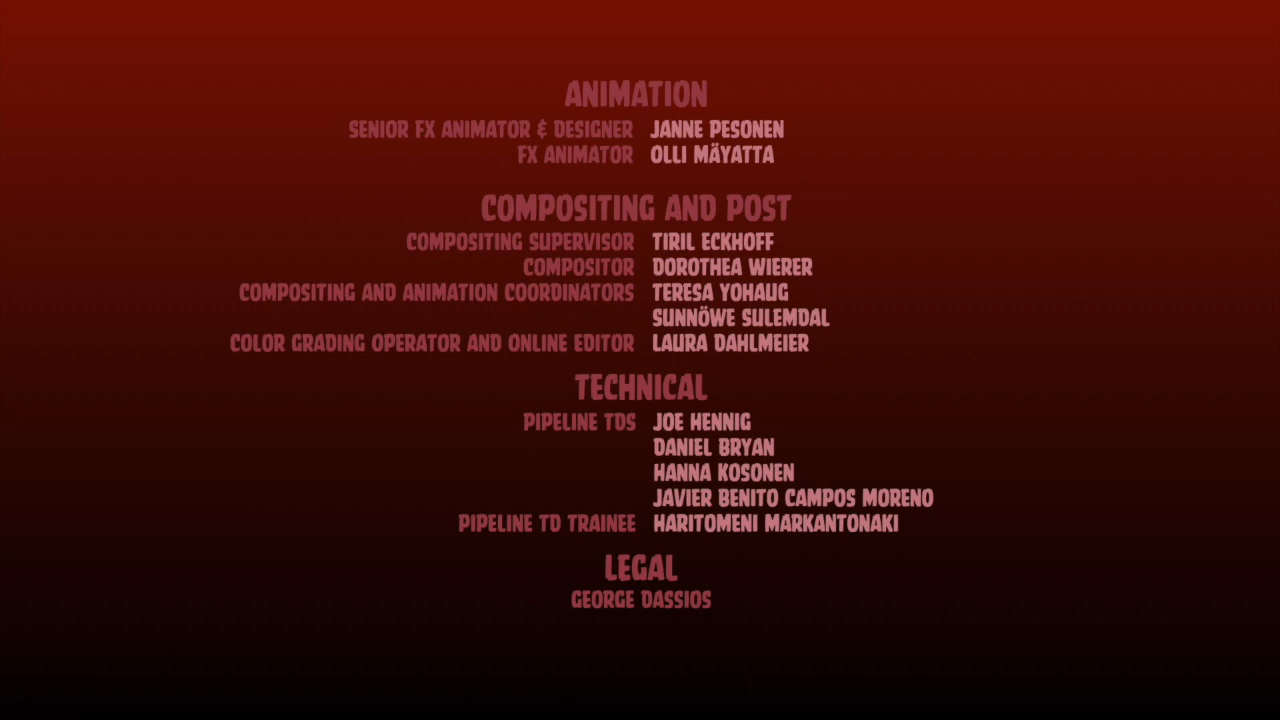 ANIMATION
SENIOR FX ANIMATOR & DESIGNER JANNE PESONEN
FX ANIMATOR OLLI MÄYATTA
COMPOSITING AND POST
COMPOSITING SUPERVISOR TIRIL ECKHOFF
COMPOSITOR DOROTHEA WIERER
COMPOSITING AND ANIMATION COORDINATORS TERESA YOHAUG
SUNNÖWE SULEMDAL
COLOR GRADING OPERATOR AND ONLINE EDITOR LAURA DAHLMEIER
TECHNICAL
PIPELINE TDS JOE HENNIG
DANIEL BRYAN
HANNA KOSONEN
JAVIER BENITO CAMPOS MORENO
PIPELINE TD TRAINEE HARITOMENI MARKANTONAKI
LEGAL
GEORGE DASSIOS